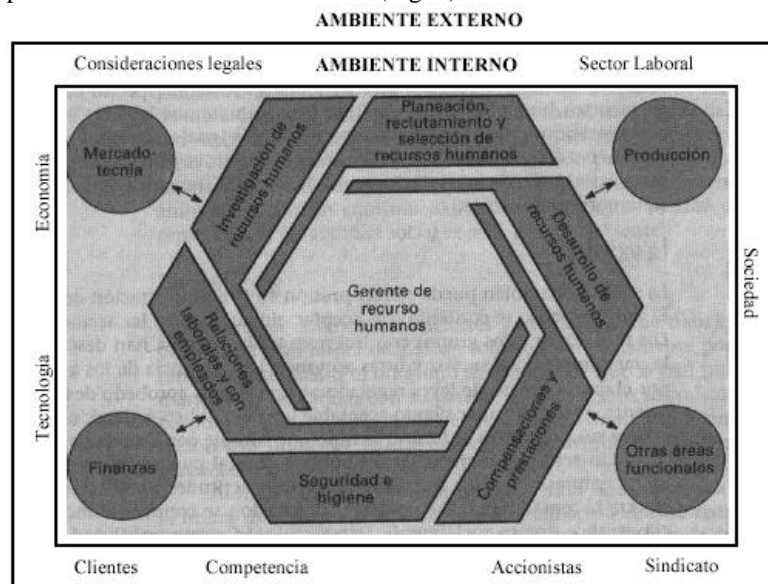 AMBIENTE EXTERNO
Consideraciones legales
AMBIENTE INTERNO
Sector Laboral
Economia
Tecnología
Sociedad
Mercado-
tecnia
Investigación de
recursos humanos
Planeación,
reclutamiento y
selección de
recursos humanos
Producción
Desarrollo de
recursos humanos
Gerente de
recurso
humanos
Relaciones
laborales y con
empleados
Finanzas
Seguridad e
higiene
Compensaciones y
prestaciones
Otras áreas
funcionales
Clientes
Competencia
Accionistas
Sindicato